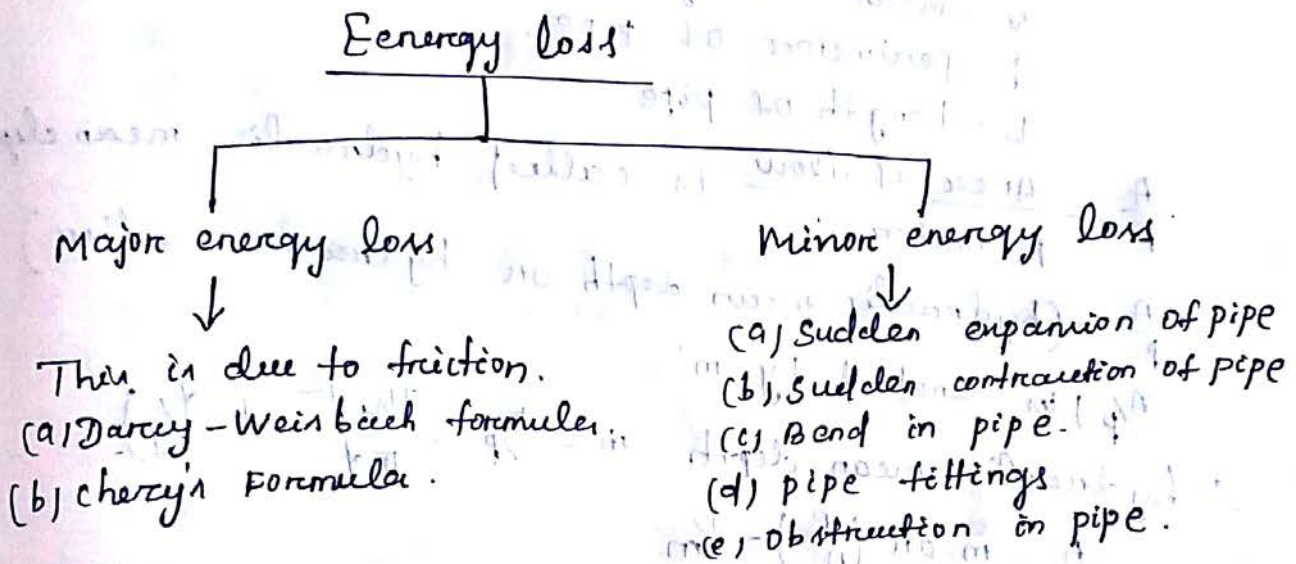 Eenergy loss
Major energy loss
Minor energy loss
This is due to friction.
(a) Darcy - Weisbach formula.
(b) Chezy's Formula.
(a) Sudden expansion of pipe
(b) Sudden contraction of pipe
(c) Bend in pipe.
(d) pipe fittings
(e) obstruction in pipe.